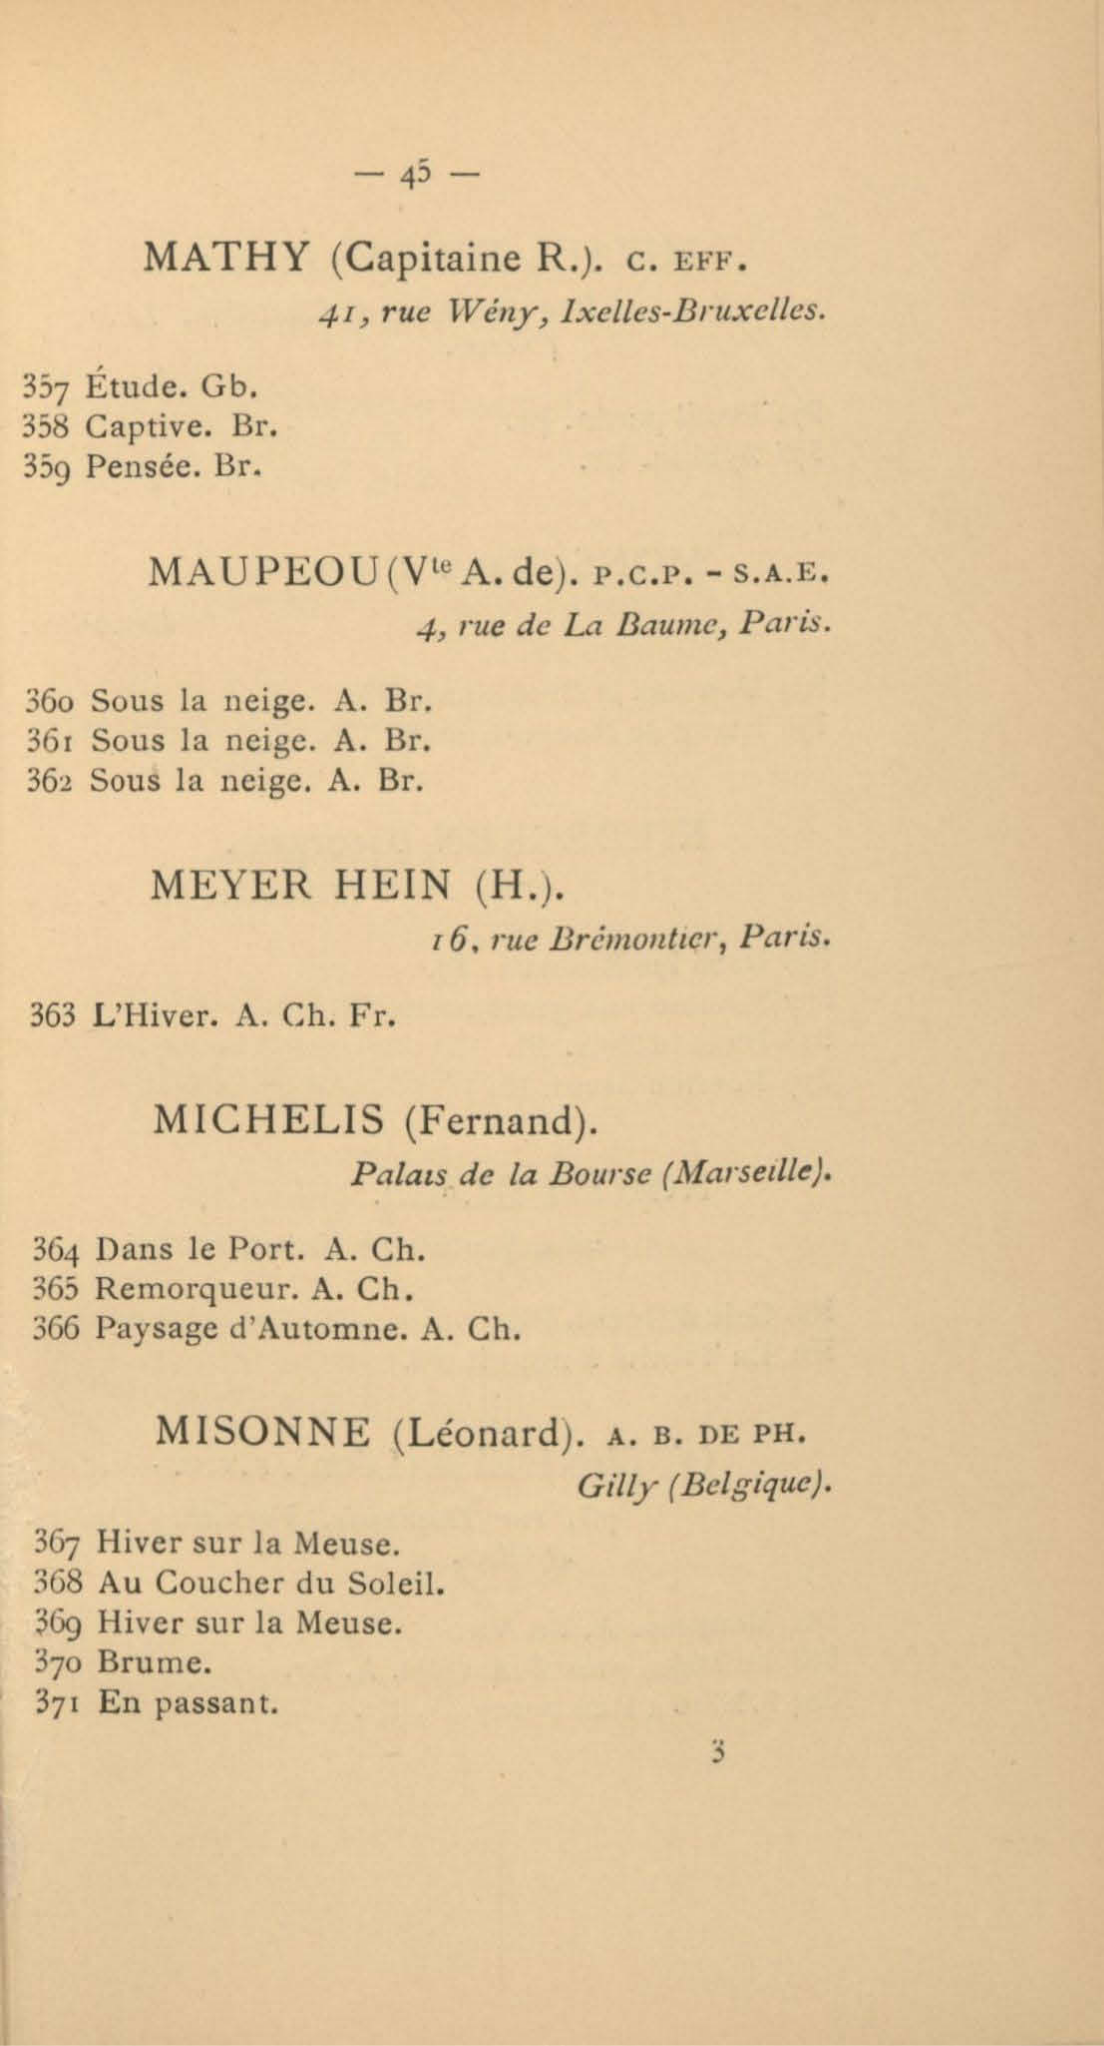 — 45 —
MATHY (Capitaine R.). C. EFF.
41, rue Wény, Ixelles-Bruxelles.
357 Étude. Gb.
358 Captive. Br.
359 Pensée. Br.
MAUPEOU (Vte A. de). P.C.P. - S.A.E.
4, rue de La Baume, Paris.
360 Sous la neige. A. Br.
361 Sous la neige. A. Br.
362 Sous la neige. A. Br.
MEYER HEIN (H.).
16, rue Brémontier, Paris.
363 L'Hiver. A. Ch. Fr.
MICHELIS (Fernand).
Palais de la Bourse (Marseille).
364 Dans le Port. A. Ch.
365 Remorqueur. A. Ch.
366 Paysage d'Automne. A. Ch.
MISONNE (Léonard). A. B. DE PH.
Gilly (Belgique).
367 Hiver sur la Meuse.
368 Au Coucher du Soleil.
369 Hiver sur la Meuse.
370 Brume.
371 En passant.
3